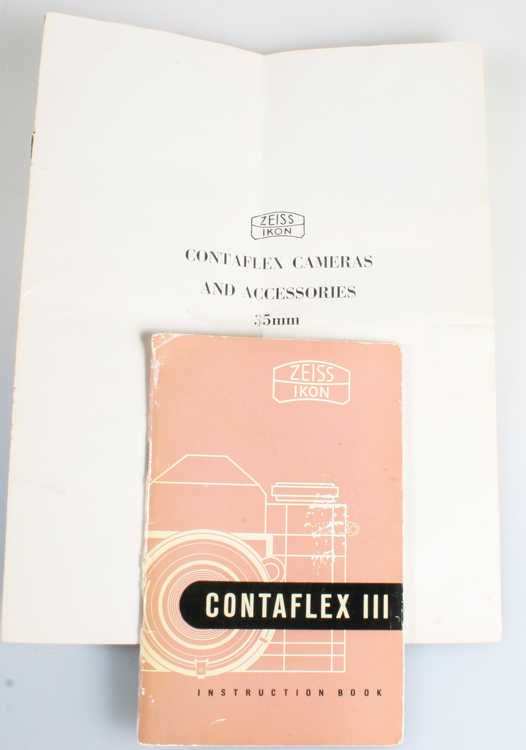 ZEISS
IKON
CONTAFLEX CAMERAS
AND ACCESSORIES
35mm
ZEISS
IKON
CONTAFLEX III
INSTRUCTION BOOK